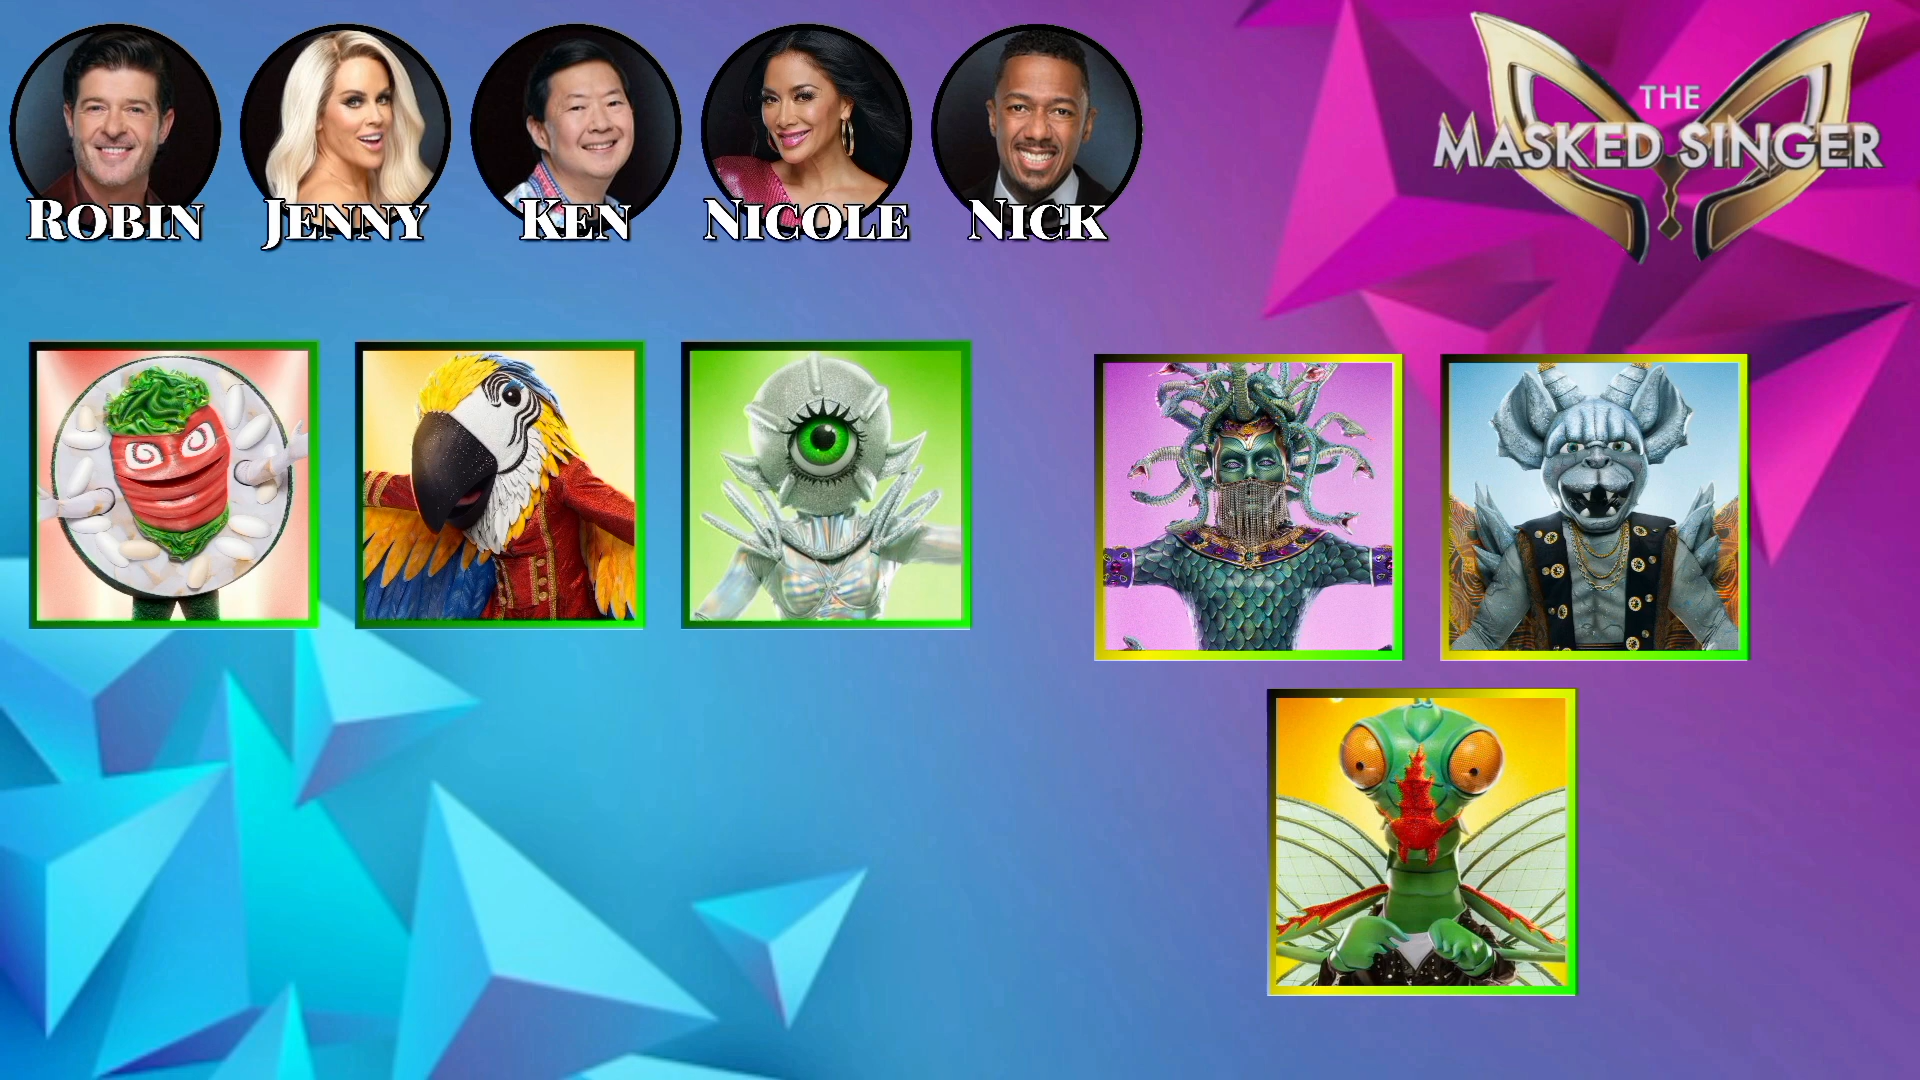 Robin
Jenny
Ken
Nicole
Nick
THE
MASKED SINGER